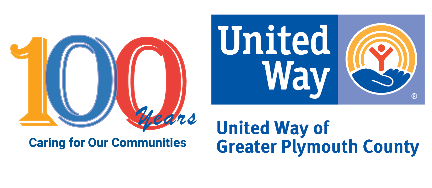 100
Years
Caring for Our Communities
United
Way
®
United Way of
Greater Plymouth County